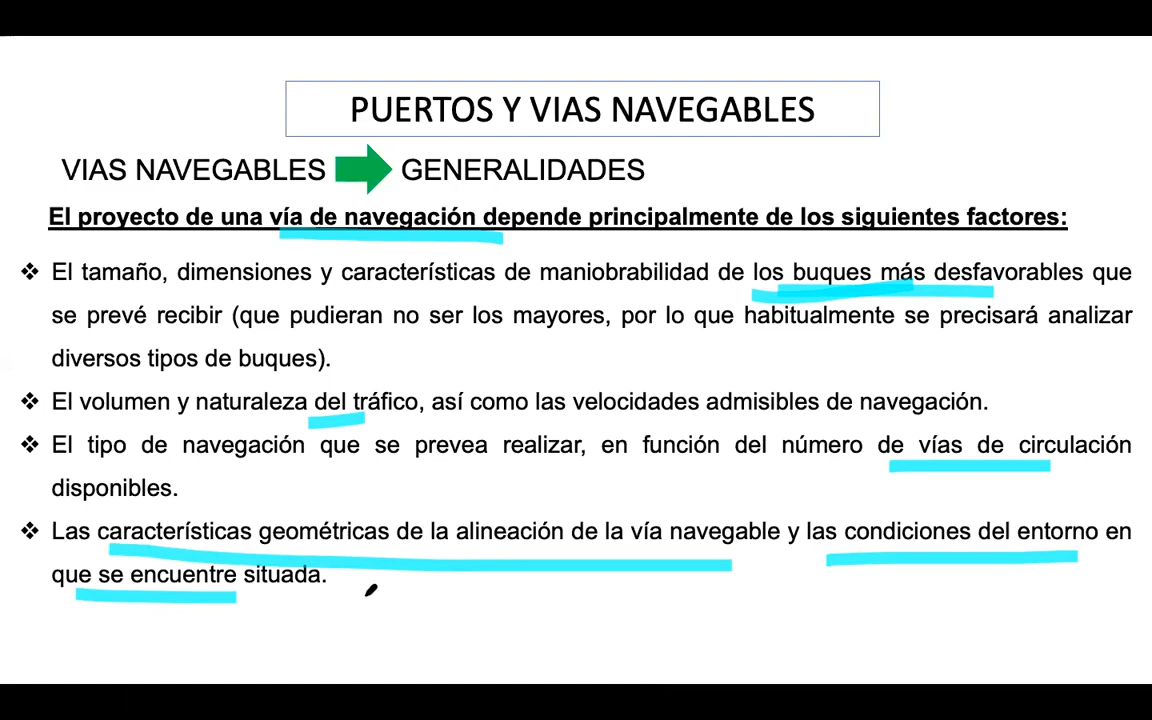 PUERTOS Y VIAS NAVEGABLES
VIAS NAVEGABLES GENERALIDADES
El proyecto de una vía de navegación depende principalmente de los siguientes factores:
❖ El tamaño, dimensiones y características de maniobrabilidad de los buques más desfavorables que
se prevé recibir (que pudieran no ser los mayores, por lo que habitualmente se precisará analizar
diversos tipos de buques).
❖ El volumen y naturaleza del tráfico, así como las velocidades admisibles de navegación.
❖ El tipo de navegación que se prevea realizar, en función del número de vías de circulación
disponibles.
❖ Las características geométricas de la alineación de la vía navegable y las condiciones del entorno en
que se encuentre situada.